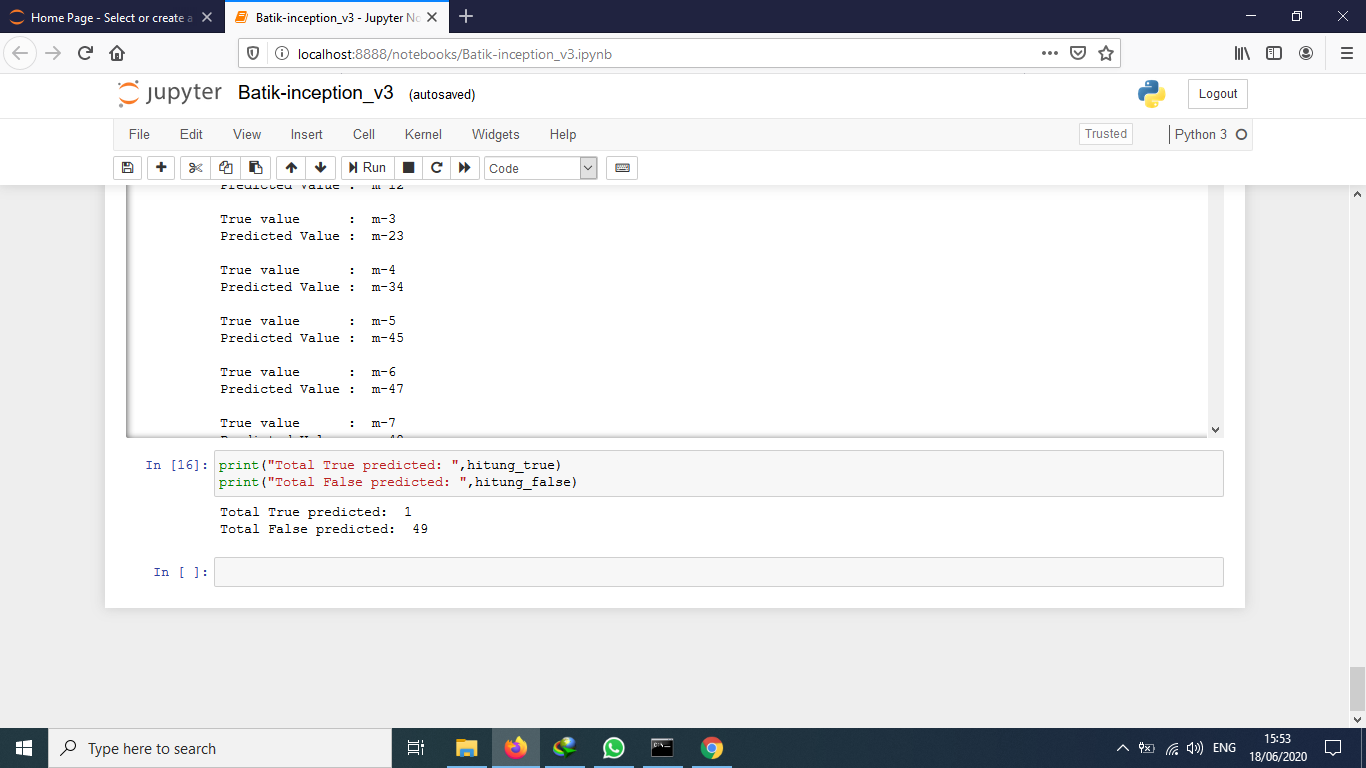 Home Page - Select or create a
Batik-inception_v3 - Jupyter No
localhost:8888/notebooks/Batik-inception_v3.ipynb
jupyter Batik-inception_v3 (autosaved)
Logout
File Edit View Insert Cell Kernel Widgets Help
Trusted
Python 3
Run
Code
Predicted Value : m-12
True value : m-3
Predicted Value : m-23
True value : m-4
Predicted Value : m-34
True value : m-5
Predicted Value : m-45
True value : m-6
Predicted Value : m-47
True value : m-7
In [16]: print("Total True predicted: ",hitung_true)
print("Total False predicted: ",hitung_false)
Total True predicted: 1
Total False predicted: 49
In [ ]:
Type here to search
ENG
15:53
18/06/2020